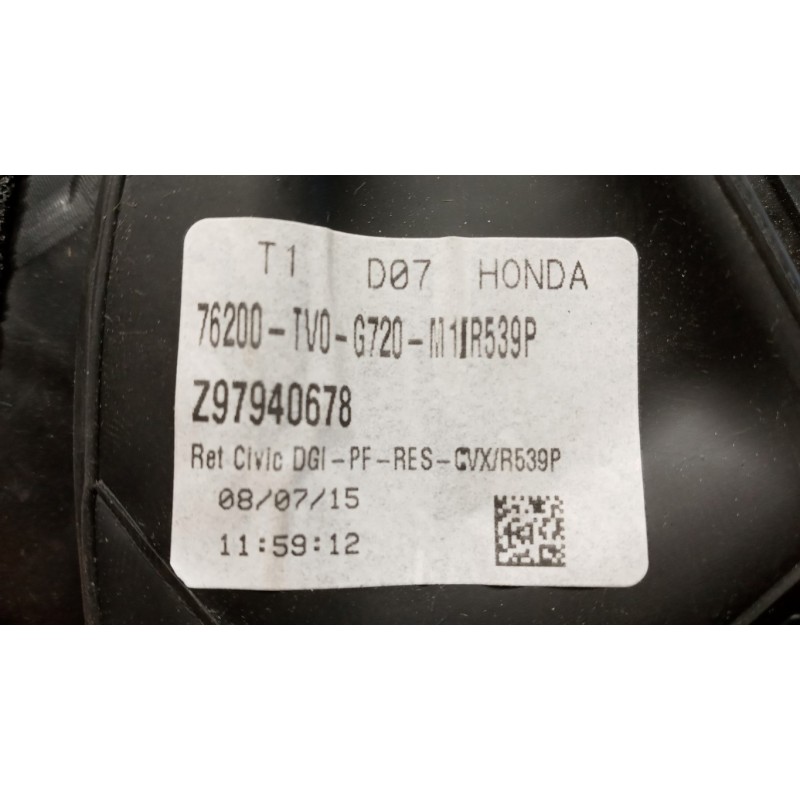 T1 D07 HONDA
76200-TV0-G720-M1/R539P
Z97940678
Ret Civic DGI-PF-RES-CVX/R539P
08/07/15
11:59:12